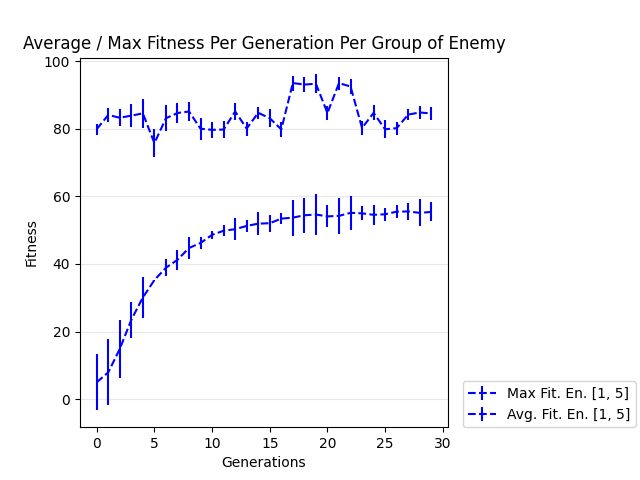 Average / Max Fitness Per Generation Per Group of Enemy
100
80
60
40
20
0
Fitness
0 5 10 15 20 25 30
Generations
Max Fit. En. [1, 5]
Avg. Fit. En. [1, 5]